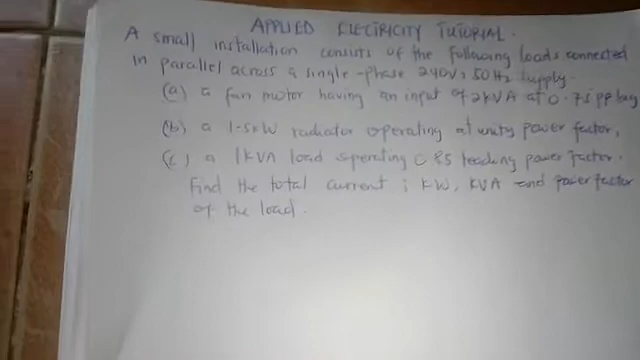 APPLIED ELECTRICITY TUTORIAL.
A small installation consists of the following loads connected
in parallel across a single-phase 240V, 50Hz supply.
(a) a fan motor having an input of 2kVA at 0.75 pf lag
(b) a 1.5kW radiator operating at unity power factor,
(c) a 1kVA load operating 0.85 leading power factor.
Find the total current; kW, kVA and power factor
of the load.